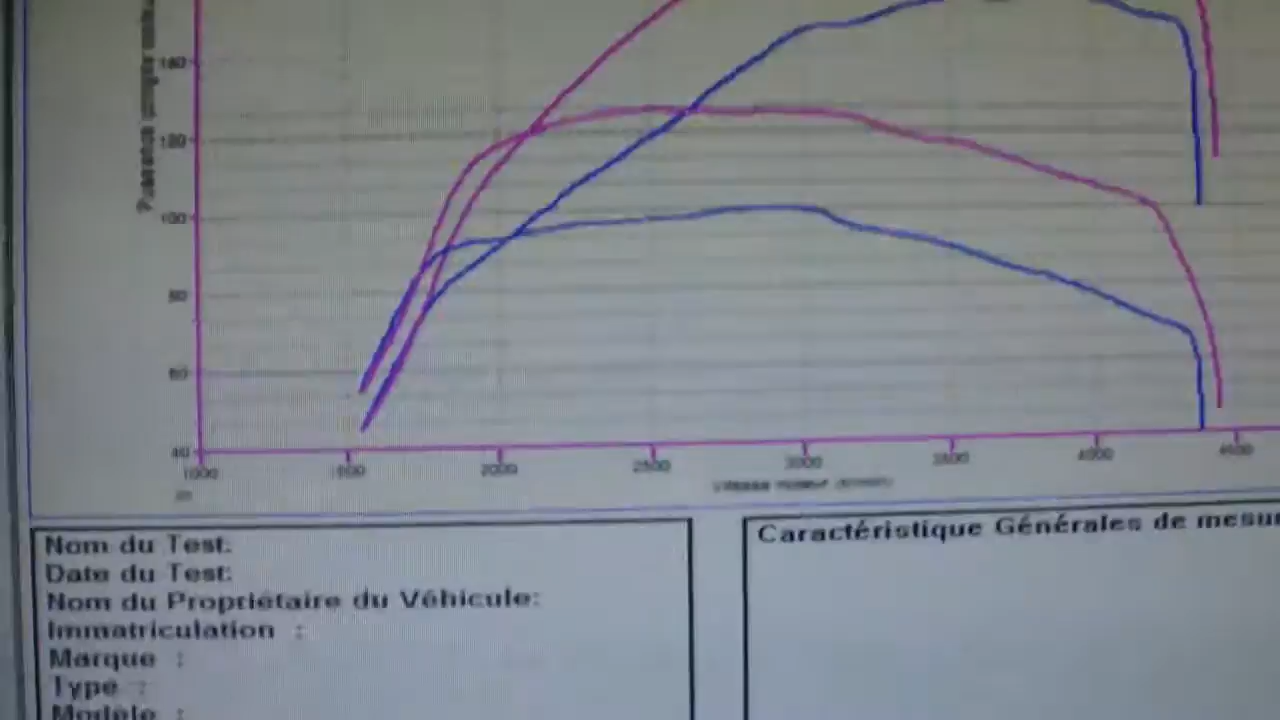 140
120
100
80
60
40
1000 1500 2000 2500 3000 3500 4000 4500
Nom du Test:
Date du Test:
Nom du Propriétaire du Véhicule:
Immatriculation :
Marque :
Type :
Modèle :
Caractéristique Générales de mesu